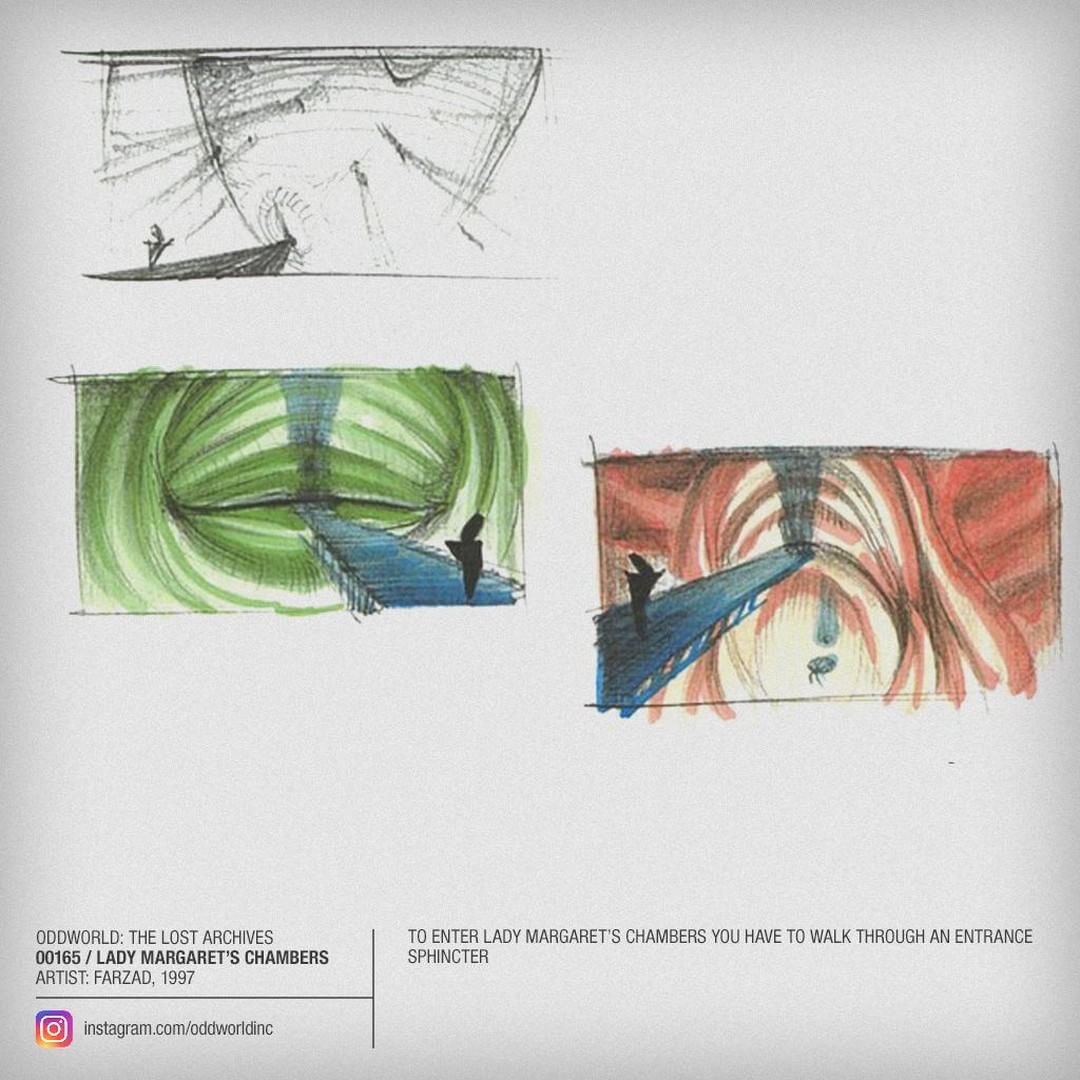 ODDWORLD: THE LOST ARCHIVES
00165 / LADY MARGARET'S CHAMBERS
ARTIST: FARZAD, 1997
instagram.com/oddworldinc
TO ENTER LADY MARGARET'S CHAMBERS YOU HAVE TO WALK THROUGH AN ENTRANCE
SPHINCTER